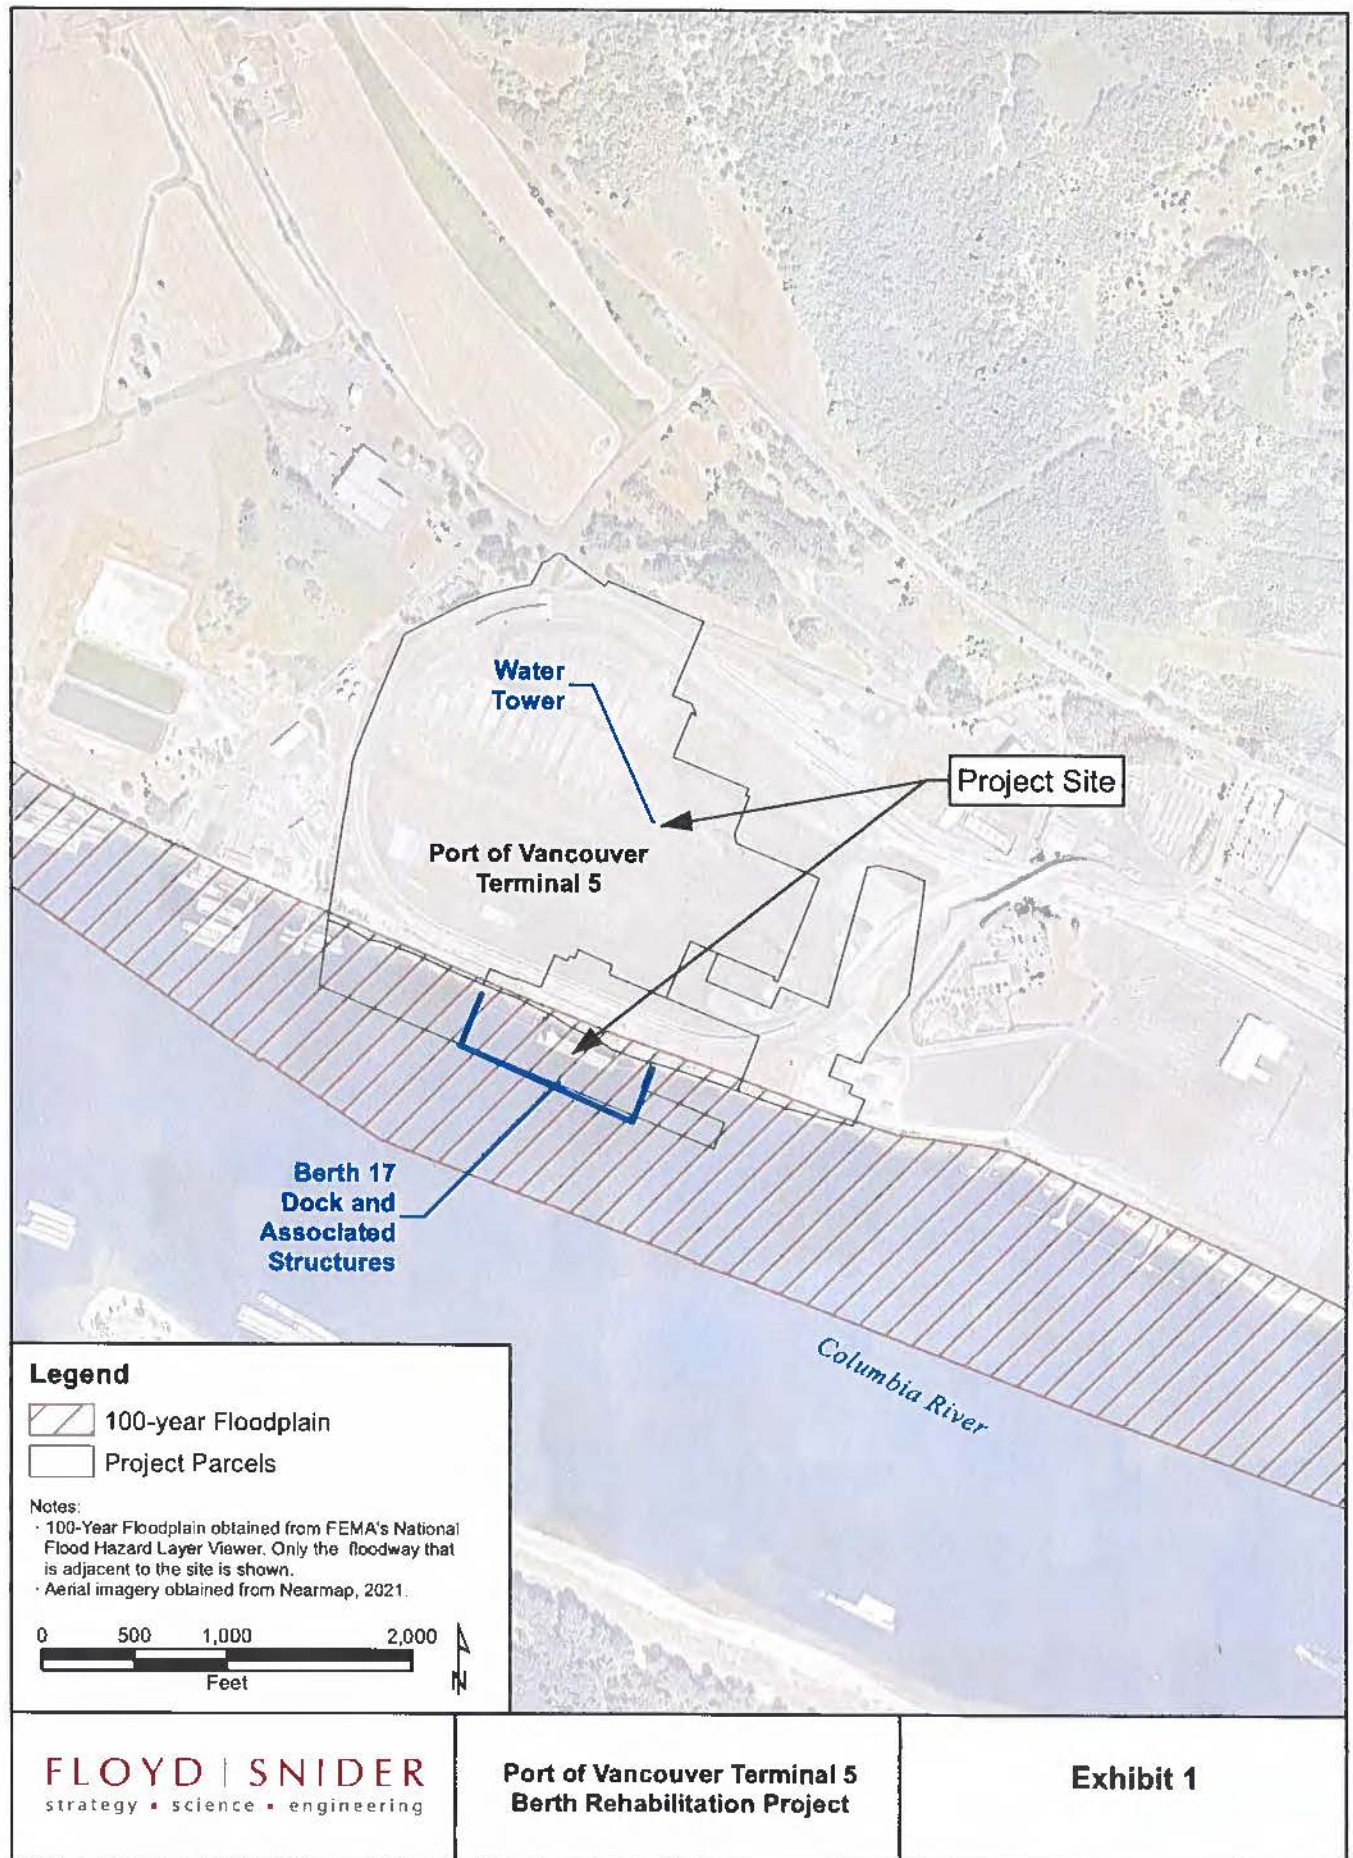 Water
Tower
Project Site
Port of Vancouver
Terminal 5
Berth 17
Dock and
Associated
Structures
Columbia River
Legend
100-year Floodplain
Project Parcels
Notes:
· 100-Year Floodplain obtained from FEMA's National
Flood Hazard Layer Viewer. Only the floodway that
is adjacent to the site is shown.
· Aerial imagery obtained from Nearmap, 2021.
0 500 1,000 2,000
Feet
N
FLOYD | SNIDER
strategy ▪ science ▪ engineering
Port of Vancouver Terminal 5
Berth Rehabilitation Project
Exhibit 1